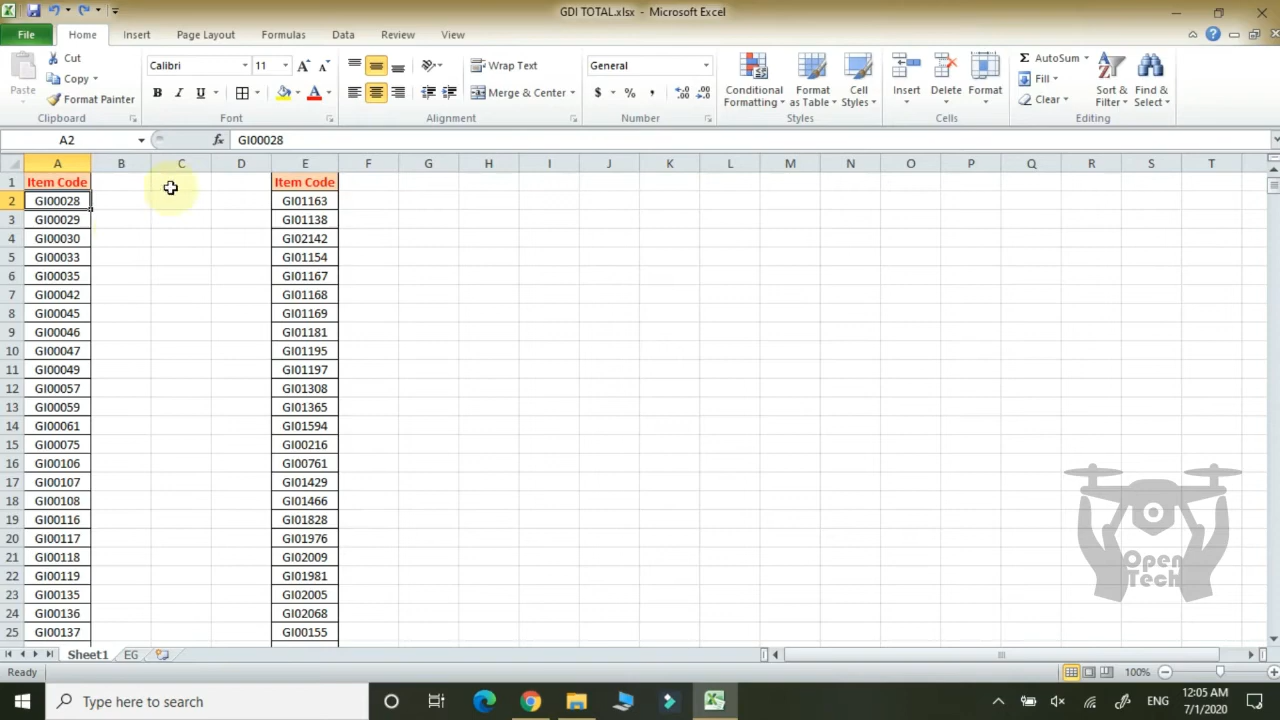 GDI TOTAL.xlsx - Microsoft Excel
File Home Insert Page Layout Formulas Data Review View
Paste Cut Copy Format Painter Clipboard
Calibri 11 B I U A Font
Wrap Text Merge & Center Alignment
General $ % , Number
Conditional Formatting Format as Table Cell Styles Styles
Insert Delete Format Cells
Σ AutoSum Fill Clear Sort & Filter Find & Select Editing
A2 fx GI00028
A B C D E F G H I J K L M N O P Q R S T
1 Item Code Item Code
2 GI00028 GI01163
3 GI00029 GI01138
4 GI00030 GI02142
5 GI00033 GI01154
6 GI00035 GI01167
7 GI00042 GI01168
8 GI00045 GI01169
9 GI00046 GI01181
10 GI00047 GI01195
11 GI00049 GI01197
12 GI00057 GI01308
13 GI00059 GI01365
14 GI00061 GI01594
15 GI00075 GI00216
16 GI00106 GI00761
17 GI00107 GI01429
18 GI00108 GI01466
19 GI00116 GI01828
20 GI00117 GI01976
21 GI00118 GI02009
22 GI00119 GI01981
23 GI00135 GI02005
24 GI00136 GI02068
25 GI00137 GI00155
Open
Tech
Sheet1 EG
Ready 100%
Type here to search ENG 12:05 AM
7/1/2020